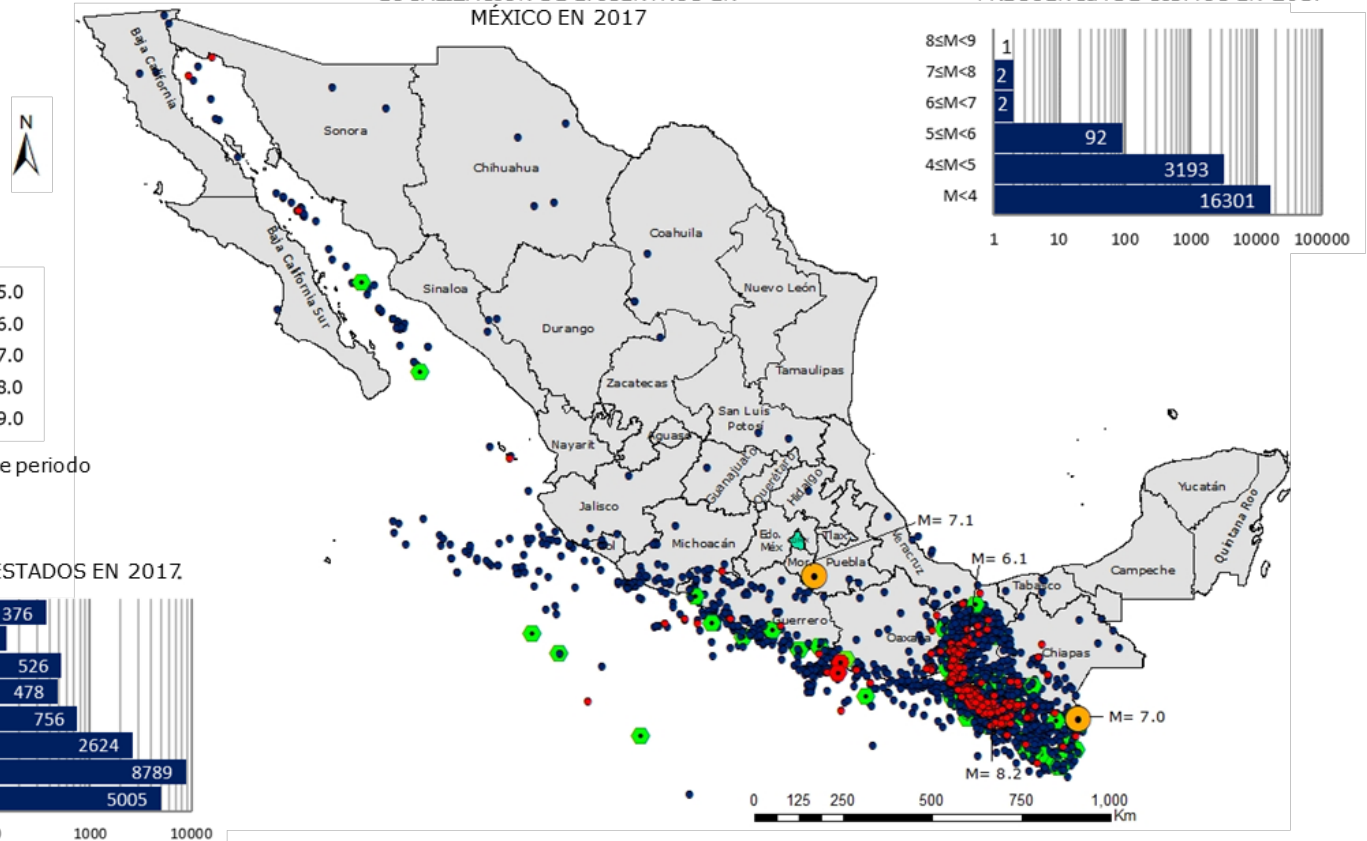 MÉXICO EN 2017
8≤M<9
1
7≤M<8
2
6≤M<7
2
5≤M<6
92
4≤M<5
3193
M<4
16301
1 10 100 1000 10000 100000
N
Baja California
Sonora
Chihuahua
Coahuila
Baja California Sur
Sinaloa
Nuevo León
Durango
Tamaulipas
Zacatecas
San Luis
Potosí
Nayarit
Aguasc
Guanajuato
Querétaro
Hidalgo
Jalisco
Yucatán
Quintana Roo
Campeche
Col
Michoacán
Edo.
Méx
Tlax
Mor
Puebla
Veracruz
Tabasco
Guerrero
Oaxaca
Chiapas
M= 7.1
M= 6.1
M= 7.0
M= 8.2
5.0
6.0
7.0
8.0
9.0
e periodo
ESTADOS EN 2017.
376
526
478
756
2624
8789
5005
1000 10000
0 125 250 500 750 1,000
Km